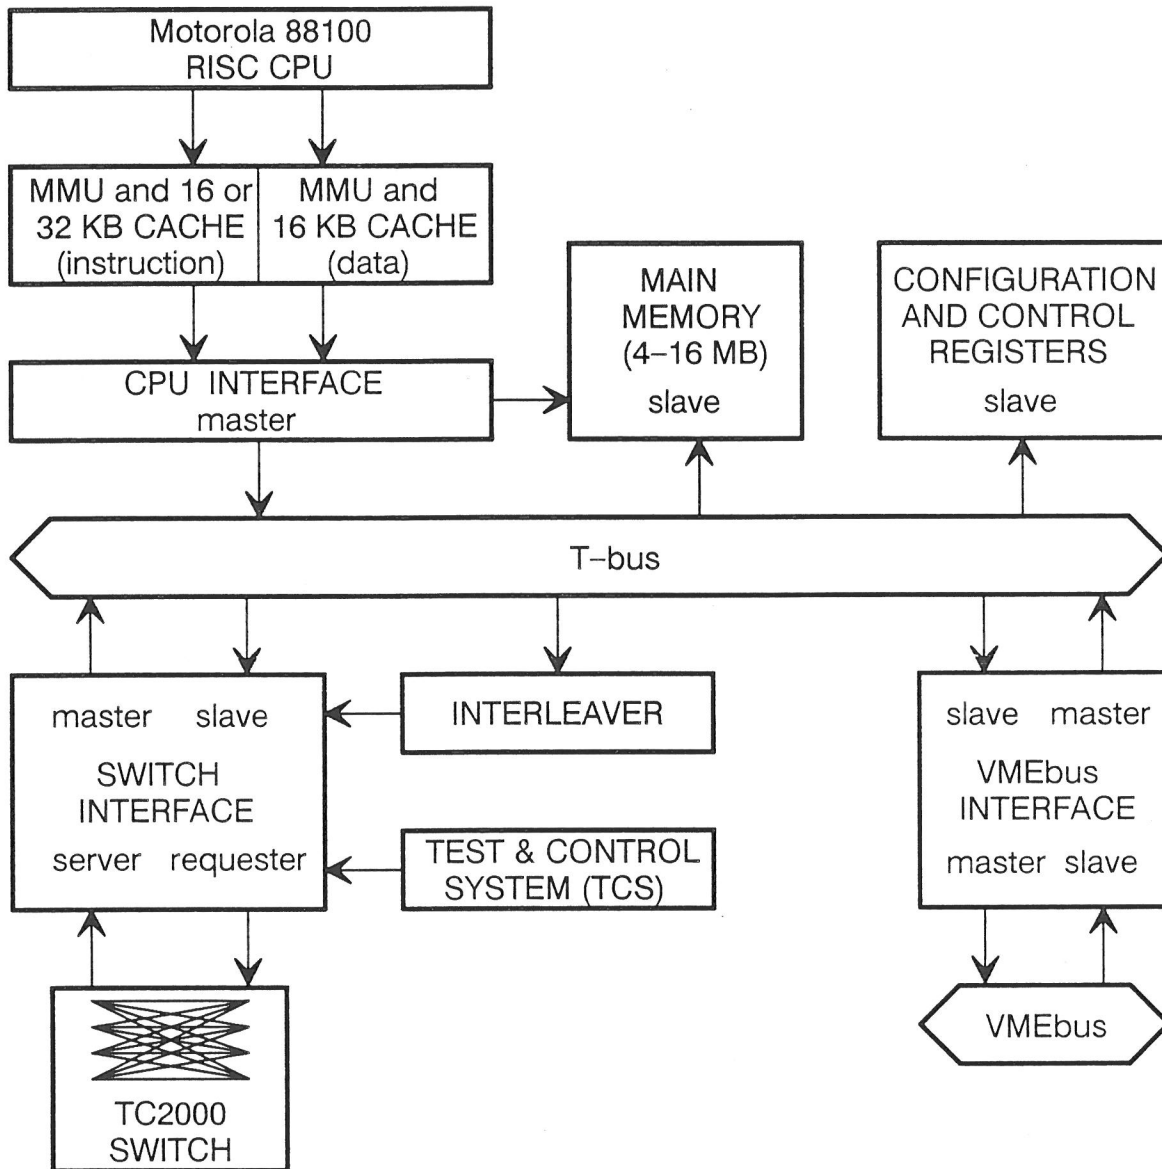 Motorola 88100
RISC CPU
MMU and 16 or
32 KB CACHE
(instruction)
MMU and
16 KB CACHE
(data)
CPU INTERFACE
master
MAIN
MEMORY
(4–16 MB)
slave
CONFIGURATION
AND CONTROL
REGISTERS
slave
T–bus
master slave
SWITCH
INTERFACE
server requester
INTERLEAVER
TEST & CONTROL
SYSTEM (TCS)
slave master
VMEbus
INTERFACE
master slave
TC2000
SWITCH
VMEbus